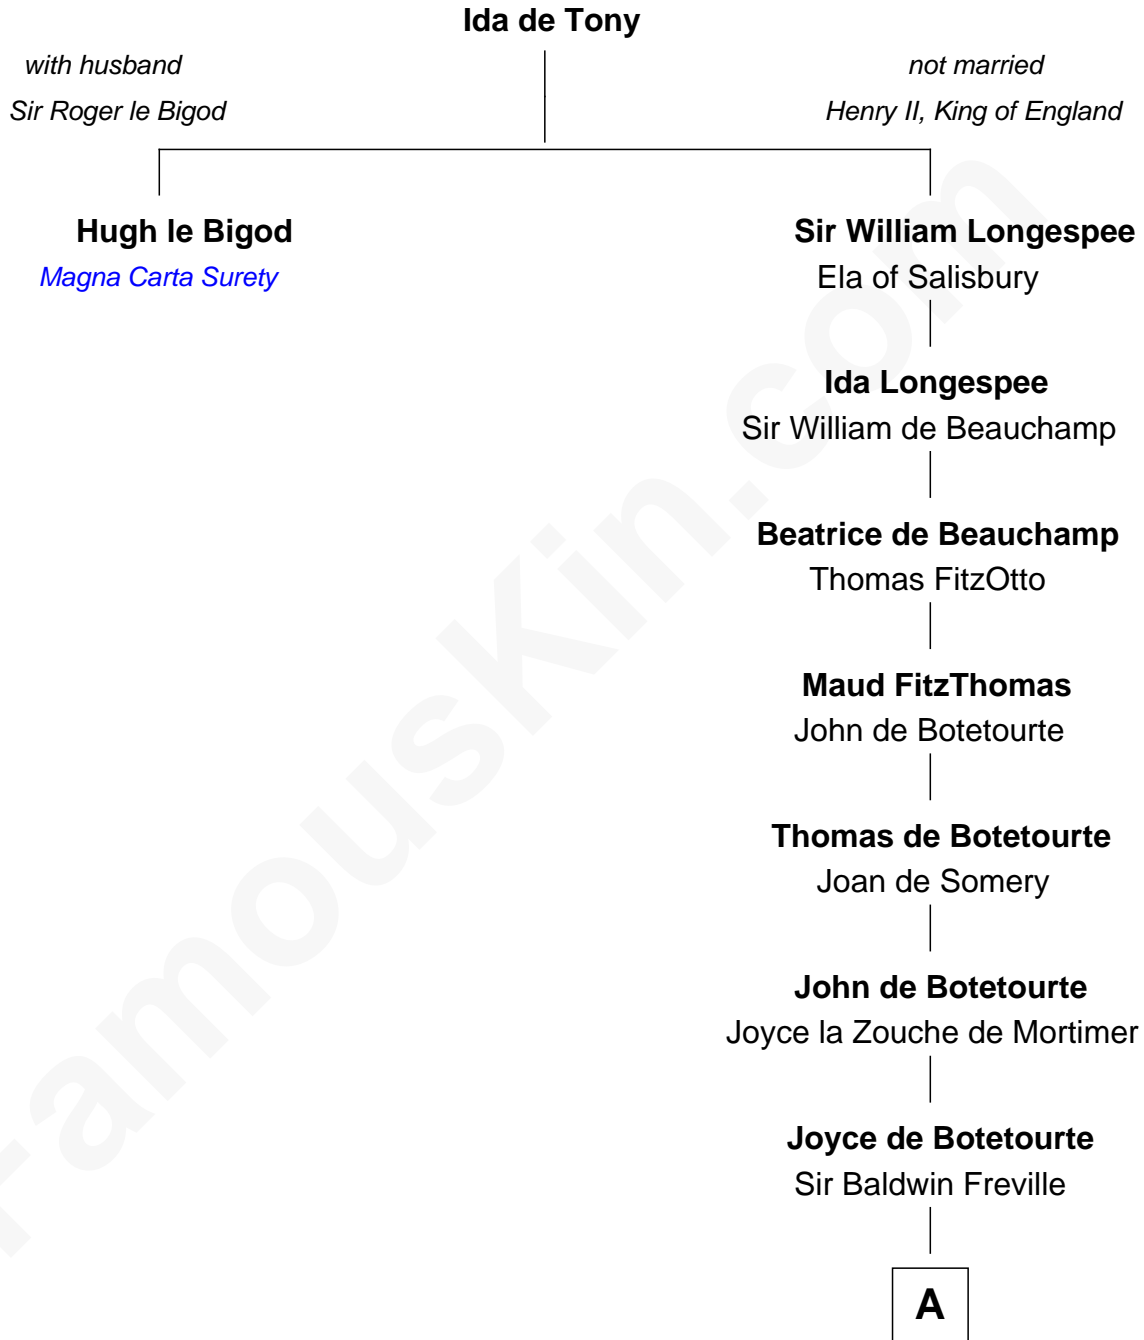 Ida de Tony
with husband
Sir Roger le Bigod
not married
Henry II, King of England
Hugh le Bigod
Magna Carta Surety
Sir William Longespee
Ela of Salisbury
Ida Longespee
Sir William de Beauchamp
Beatrice de Beauchamp
Thomas FitzOtto
Maud FitzThomas
John de Botetourte
Thomas de Botetourte
Joan de Somery
John de Botetourte
Joyce la Zouche de Mortimer
Joyce de Botetourte
Sir Baldwin Freville
A
FamousKin.com